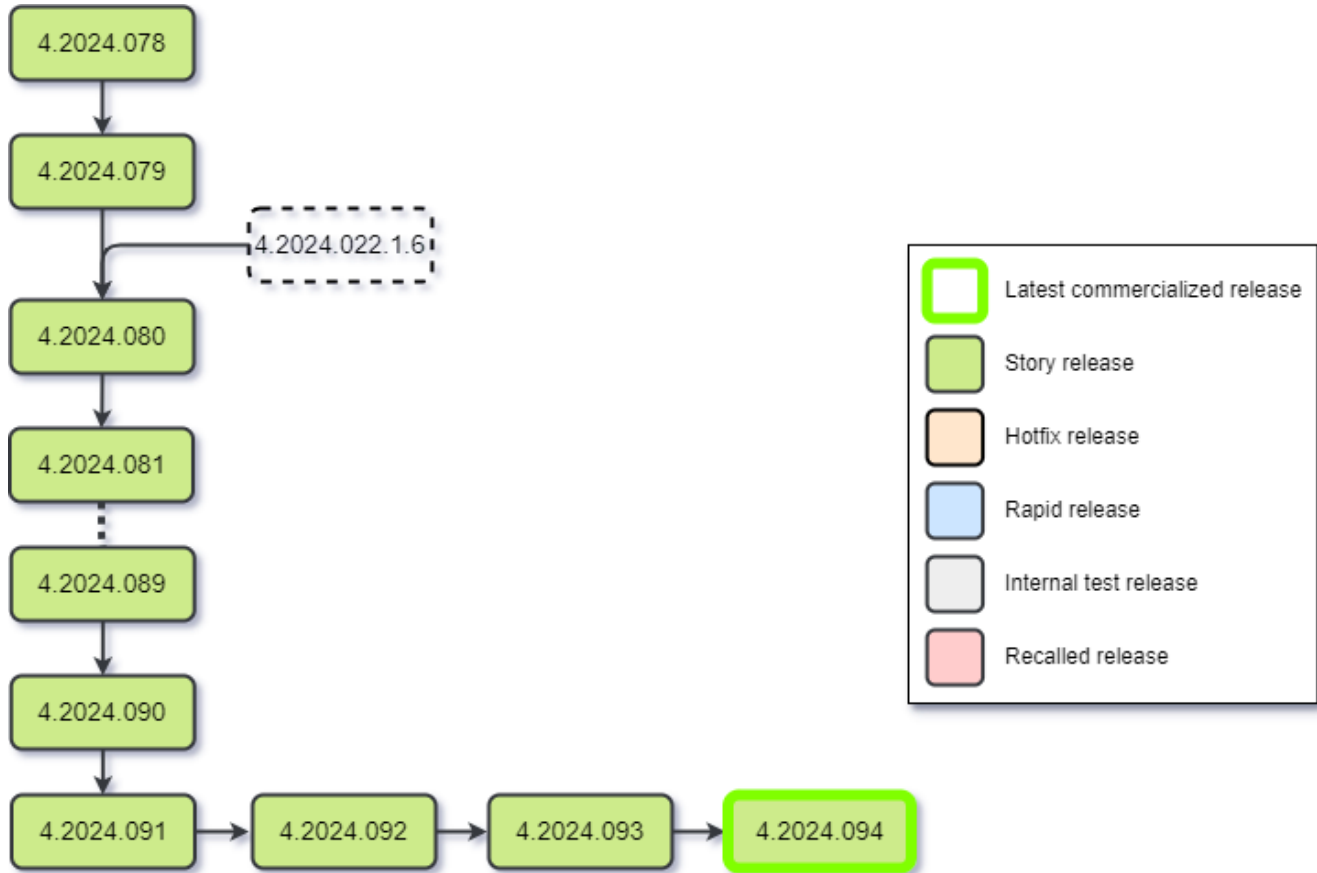 4.2024.078
4.2024.079
4.2024.022.1.6
4.2024.080
4.2024.081
4.2024.089
4.2024.090
4.2024.091
4.2024.092
4.2024.093
4.2024.094
Latest commercialized release
Story release
Hotfix release
Rapid release
Internal test release
Recalled release